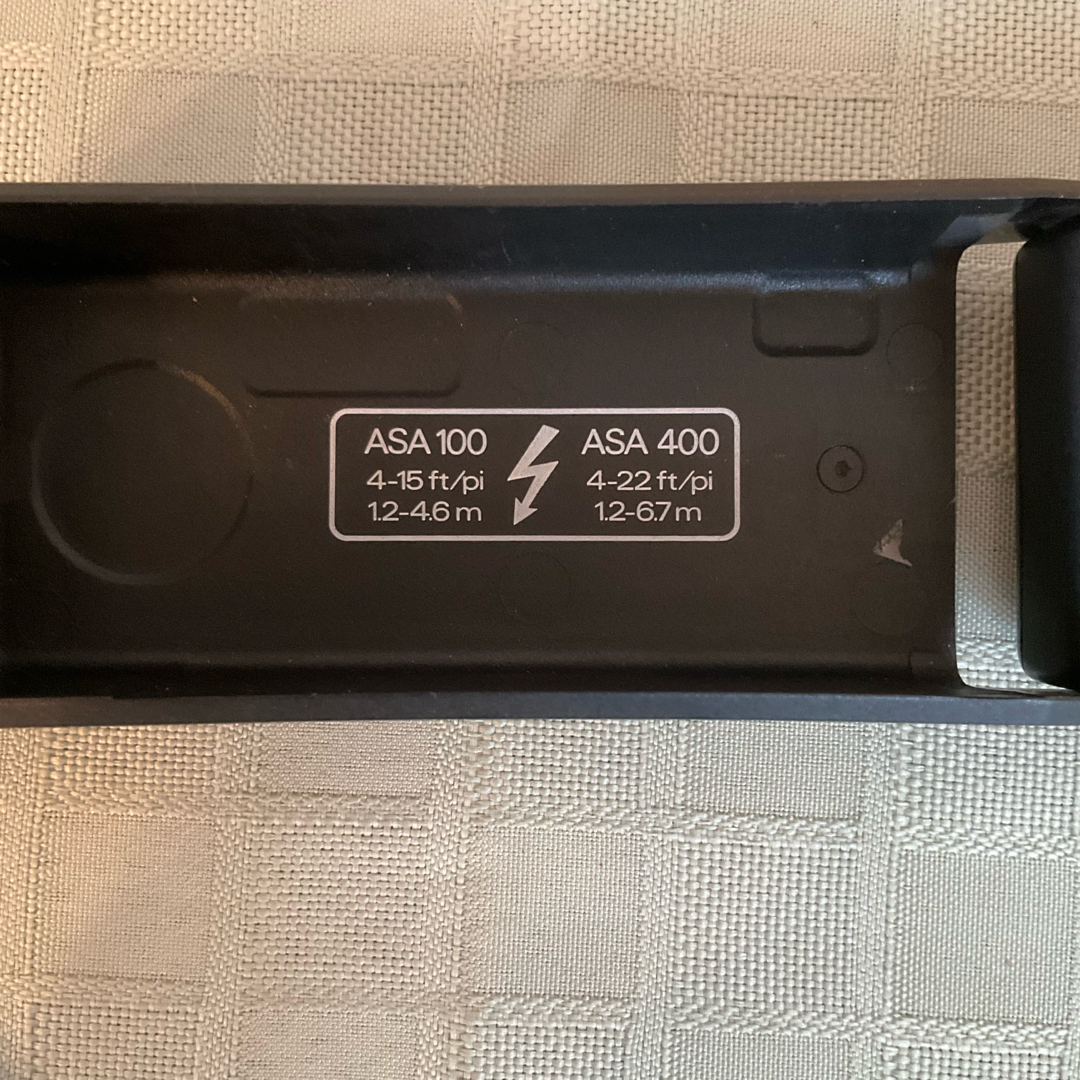 ASA 100 ASA 400
4-15 ft/pi 4-22 ft/pi
1.2-4.6 m 1.2-6.7 m